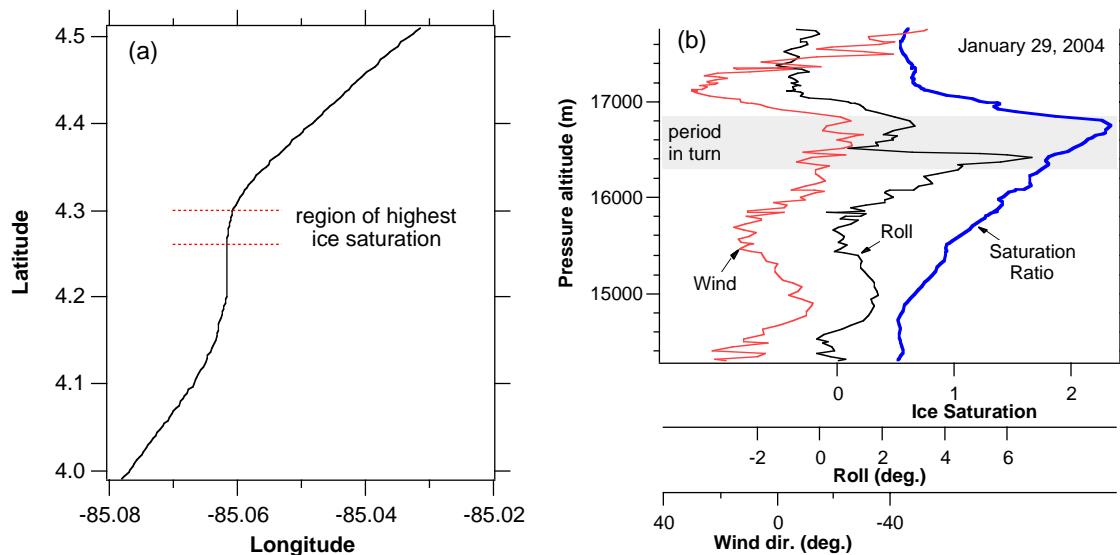 (a)
4.5
4.4
4.3
4.2
4.1
4.0
Latitude
region of highest
ice saturation
-85.08
-85.06
-85.04
-85.02
Longitude
(b)
January 29, 2004
17000
16000
15000
Pressure altitude (m)
period
in turn
Roll
Wind
Saturation
Ratio
0
1
2
Ice Saturation
-2
0
2
4
6
Roll (deg.)
40
0
-40
Wind dir. (deg.)